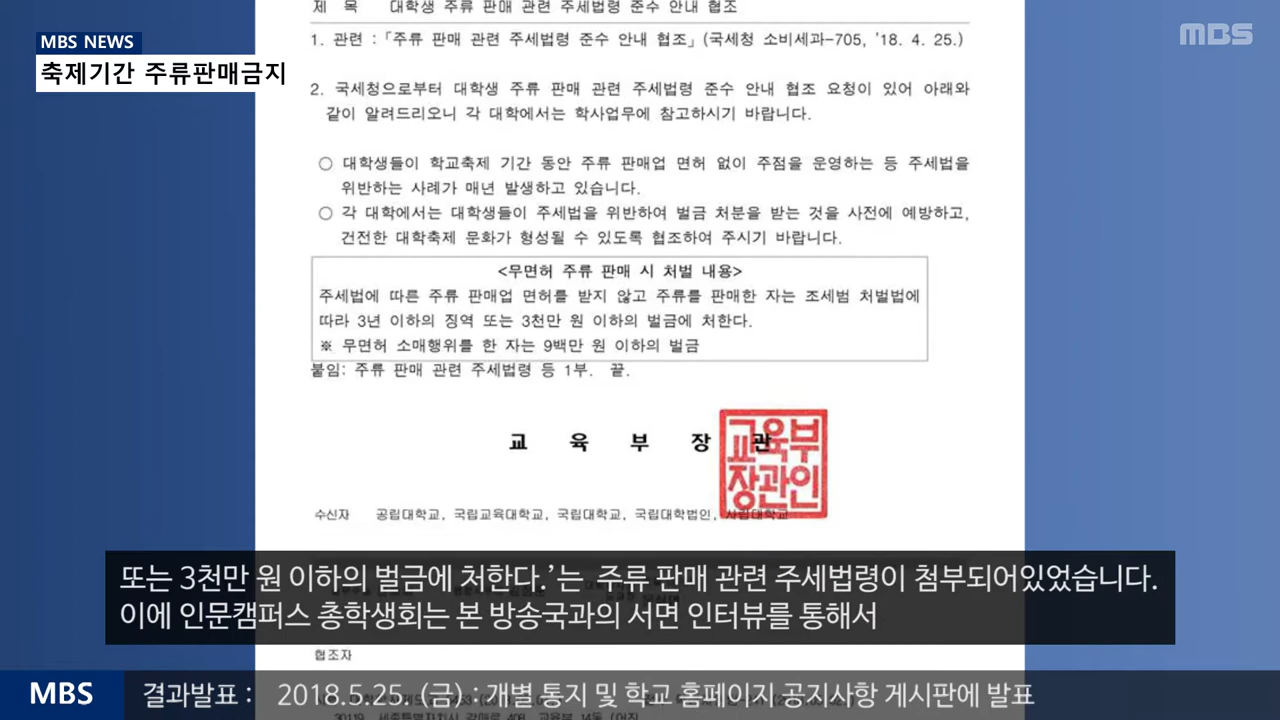 제 목 대학생 주류 판매 관련 주세법령 준수 안내 협조
MBS
MBS NEWS
축제기간 주류판매금지
1. 관련 :「주류 판매 관련 주세법령 준수 안내 협조」(국세청 소비세과-705, '18. 4. 25.)
2. 국세청으로부터 대학생 주류 판매 관련 주세법령 준수 안내 협조 요청이 있어 아래와
같이 알려드리오니 각 대학에서는 학사업무에 참고하시기 바랍니다.
○ 대학생들이 학교축제 기간 동안 주류 판매업 면허 없이 주점을 운영하는 등 주세법을
위반하는 사례가 매년 발생하고 있습니다.
○ 각 대학에서는 대학생들이 주세법을 위반하여 벌금 처분을 받는 것을 사전에 예방하고,
건전한 대학축제 문화가 형성될 수 있도록 협조하여 주시기 바랍니다.
<무면허 주류 판매 시 처벌 내용>
주세법에 따른 주류 판매업 면허를 받지 않고 주류를 판매한 자는 조세범 처벌법에
따라 3년 이하의 징역 또는 3천만 원 이하의 벌금에 처한다.
※ 무면허 소매행위를 한 자는 9백만 원 이하의 벌금
붙임: 주류 판매 관련 주세법령 등 1부. 끝.
교 육 부 장 관
교육부
장관인
수신자 공립대학교, 국립교육대학교, 국립대학교, 국립대학법인, 사립대학교
또는 3천만 원 이하의 벌금에 처한다.’는 주류 판매 관련 주세법령이 첨부되어있었습니다.
이에 인문캠퍼스 총학생회는 본 방송국과의 서면 인터뷰를 통해서
협조자
MBS 결과발표 : 2018.5.25. (금) : 개별 통지 및 학교 홈페이지 공지사항 게시판에 발표